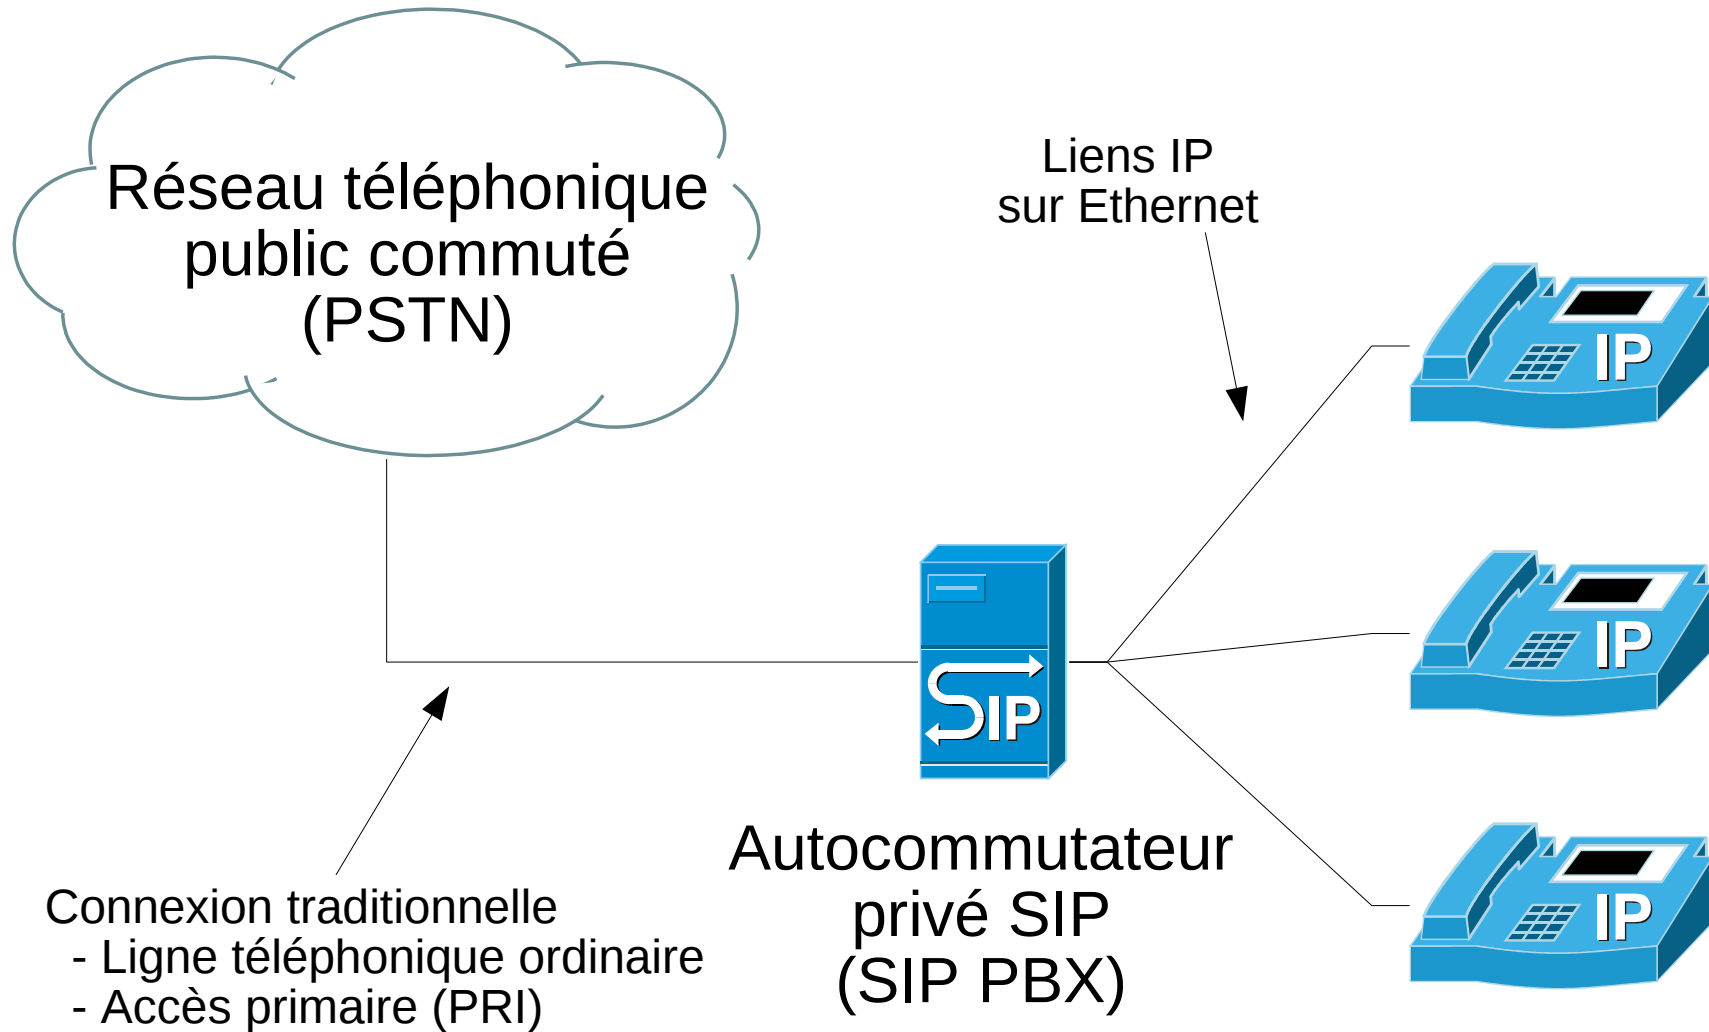 Réseau téléphonique
public commuté
(PSTN)
Liens IP
sur Ethernet
IP
IP
SIP
IP
Autocommutateur
privé SIP
(SIP PBX)
Connexion traditionnelle
- Ligne téléphonique ordinaire
- Accès primaire (PRI)